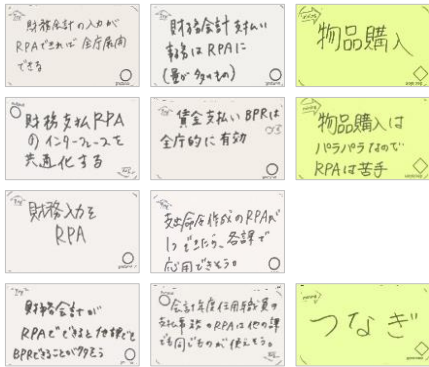 財務会計の入力が
RPAできれば全庁展開
できる
財務会計支払い
事務はRPAに
(量が多いもの)
物品購入
財務支払RPA
のインターフェースを
共通化する
賃金支払いBPRは
全庁的に有効
物品購入は
バラバラなので
RPAは苦手
財務入力を
RPA
支出命令作成のRPAが
1つできたら、各課で
応用できそう。
財務会計が
RPAでできると他課でも
BPRできることが多そう
会計年度任用職員の
支払事務のRPAは他の課
でも同じものが使えそう。
つなぎ